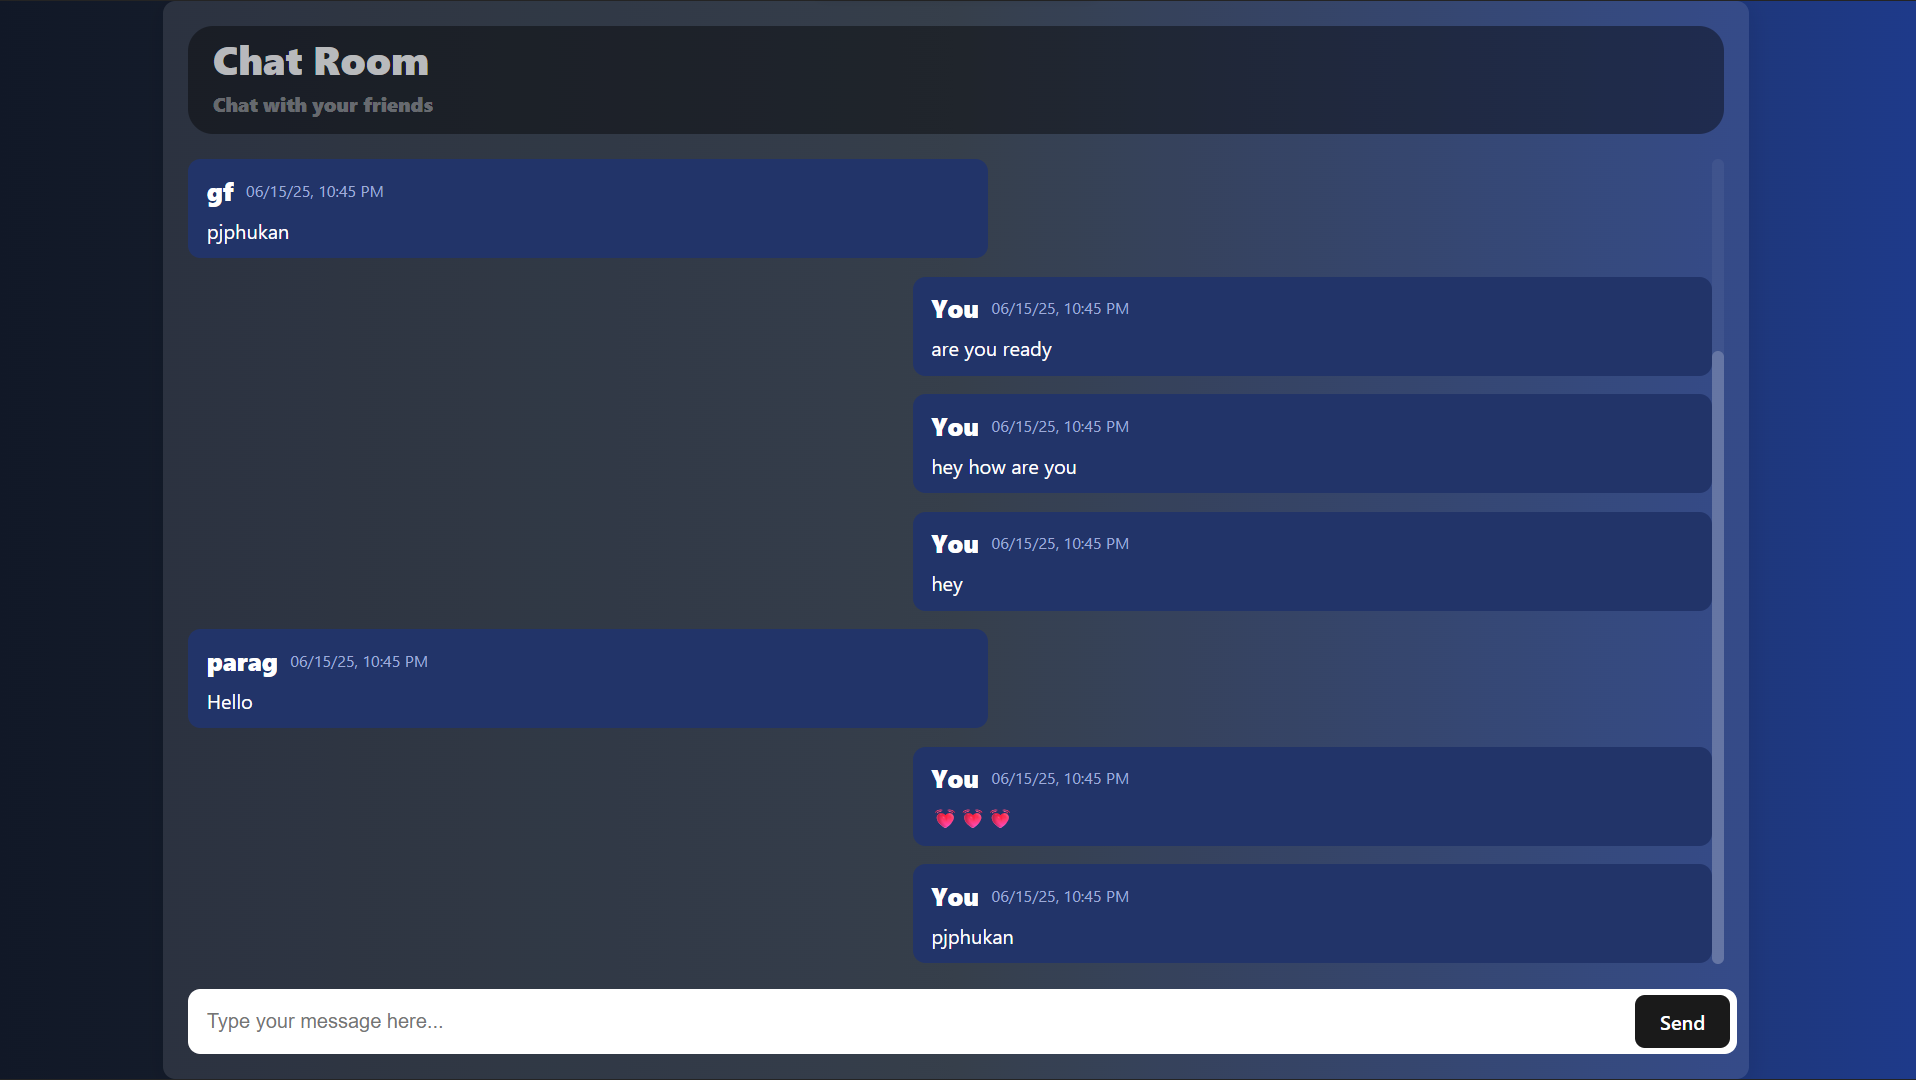 Chat Room
Chat with your friends
gf 06/15/25, 10:45 PM
pjphukan
You 06/15/25, 10:45 PM
are you ready
You 06/15/25, 10:45 PM
hey how are you
You 06/15/25, 10:45 PM
hey
parag 06/15/25, 10:45 PM
Hello
You 06/15/25, 10:45 PM
💓💓💓
You 06/15/25, 10:45 PM
pjphukan
Type your message here...
Send